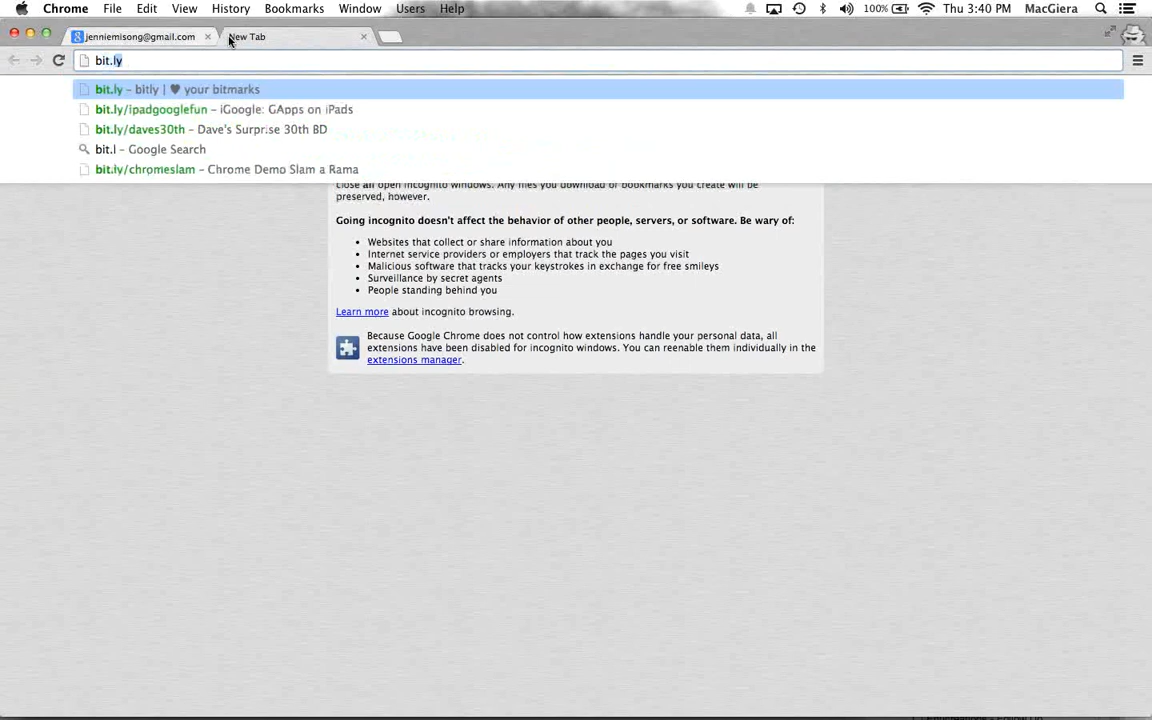 Chrome File Edit View History Bookmarks Window Users Help 100% Thu 3:40 PM MacGiera
jenniemisong@gmail.com New Tab
bit.ly
bit.ly – bitly | ♥ your bitmarks
bit.ly/ipadgooglefun – iGoogle: GApps on iPads
bit.ly/daves30th – Dave's Surprise 30th BD
bit.l – Google Search
bit.ly/chromeslam – Chrome Demo Slam a Rama
close all open incognito windows. Any files you download or bookmarks you create will be
preserved, however.
Going incognito doesn't affect the behavior of other people, servers, or software. Be wary of:
• Websites that collect or share information about you
• Internet service providers or employers that track the pages you visit
• Malicious software that tracks your keystrokes in exchange for free smileys
• Surveillance by secret agents
• People standing behind you
Learn more about incognito browsing.
Because Google Chrome does not control how extensions handle your personal data, all
extensions have been disabled for incognito windows. You can reenable them individually in the
extensions manager.